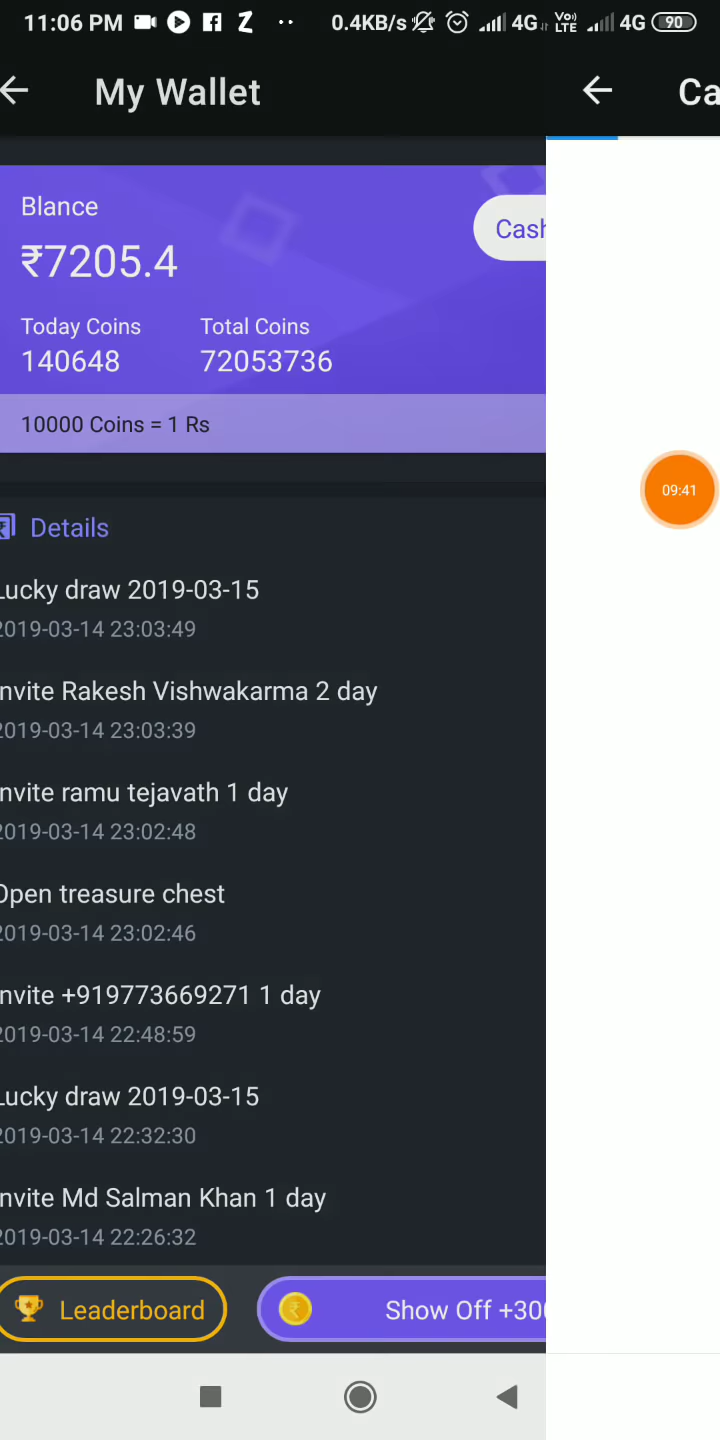 11:06 PM 0.4KB/s 4G VoLTE 4G 90
My Wallet
Ca
Blance
Cash
₹7205.4
Today Coins Total Coins
140648 72053736
10000 Coins = 1 Rs
09:41
Details
Lucky draw 2019-03-15
2019-03-14 23:03:49
nvite Rakesh Vishwakarma 2 day
2019-03-14 23:03:39
nvite ramu tejavath 1 day
2019-03-14 23:02:48
Open treasure chest
2019-03-14 23:02:46
nvite +919773669271 1 day
2019-03-14 22:48:59
Lucky draw 2019-03-15
2019-03-14 22:32:30
nvite Md Salman Khan 1 day
2019-03-14 22:26:32
Leaderboard Show Off +300